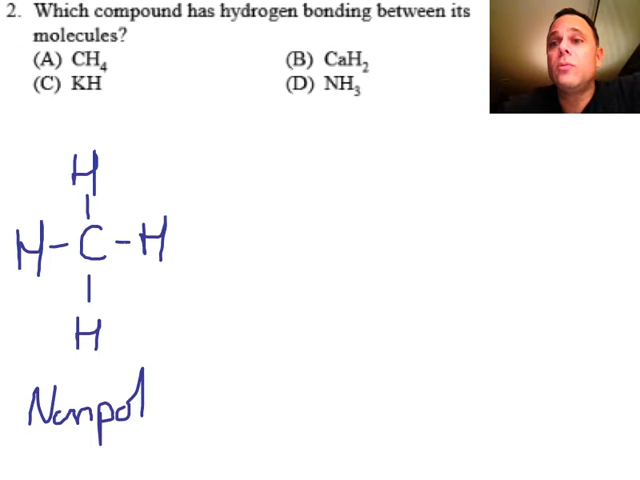 2. Which compound has hydrogen bonding between its
molecules?
(A) CH₄ (B) CaH₂
(C) KH (D) NH₃
H
H-C-H
H
Nonpol